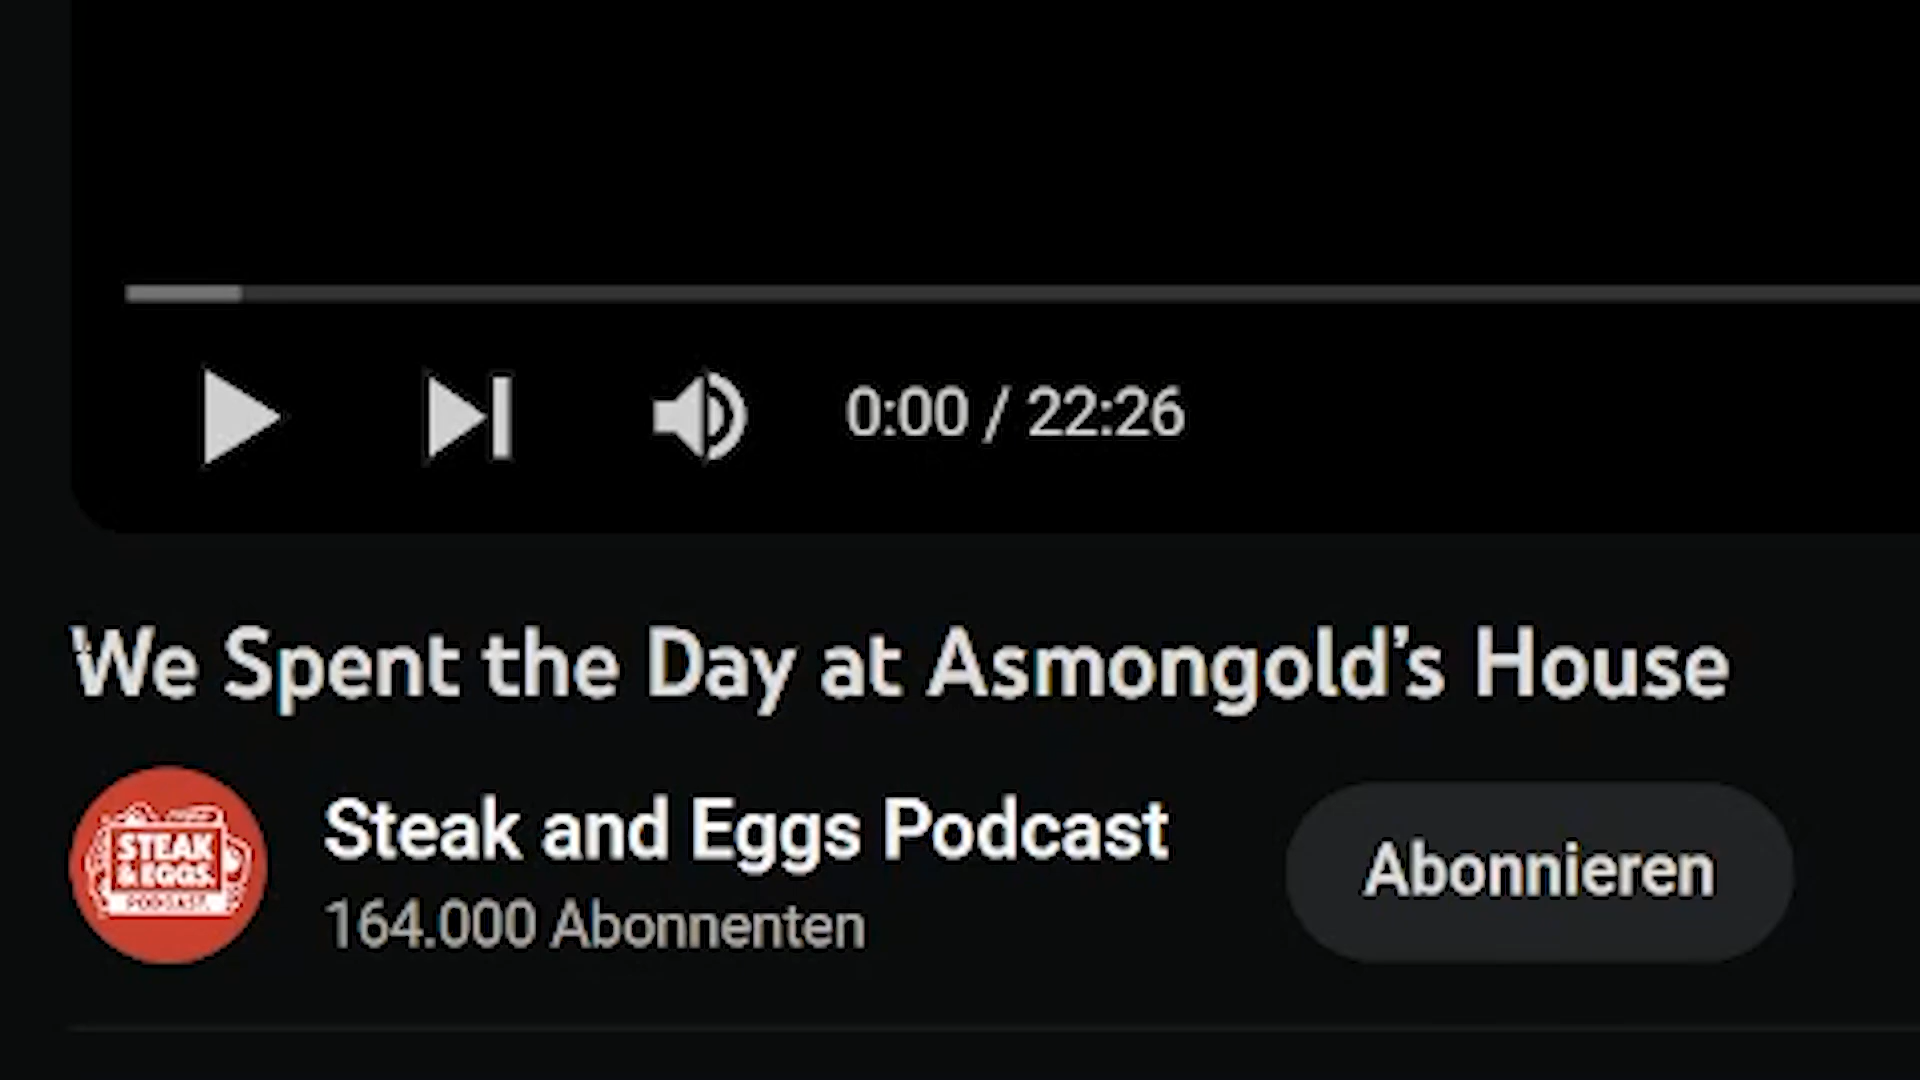 0:00 / 22:26
We Spent the Day at Asmongold’s House
STEAK
& EGGS
PODCAST
Steak and Eggs Podcast
164.000 Abonnenten
Abonnieren